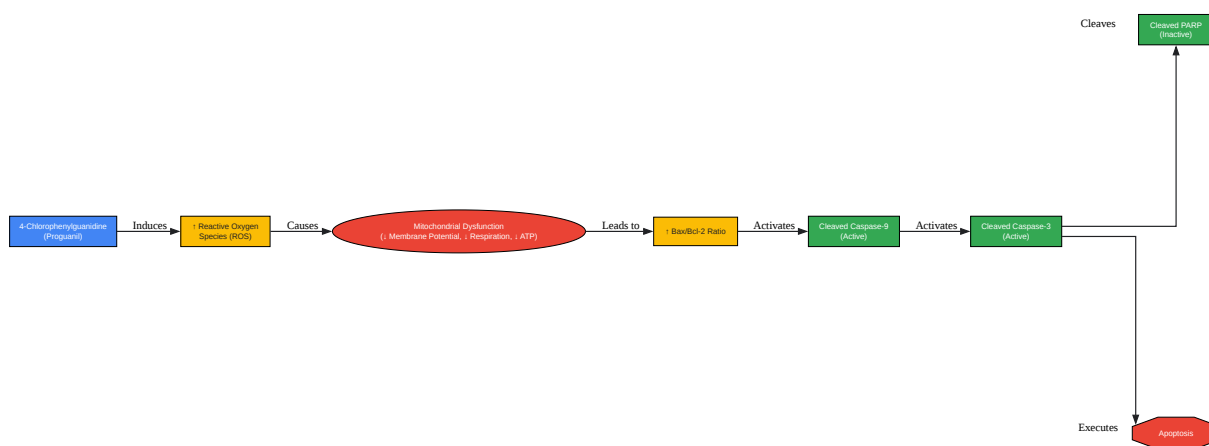 Cleaves
Cleaved PARP
(Inactive)
4-Chlorophenylguanidine
(Proguanil)
Induces
↑ Reactive Oxygen
Species (ROS)
Causes
Mitochondrial Dysfunction
(↓ Membrane Potential, ↓ Respiration, ↓ ATP)
Leads to
↑ Bax/Bcl-2 Ratio
Activates
Cleaved Caspase-9
(Active)
Activates
Cleaved Caspase-3
(Active)
Executes
Apoptosis